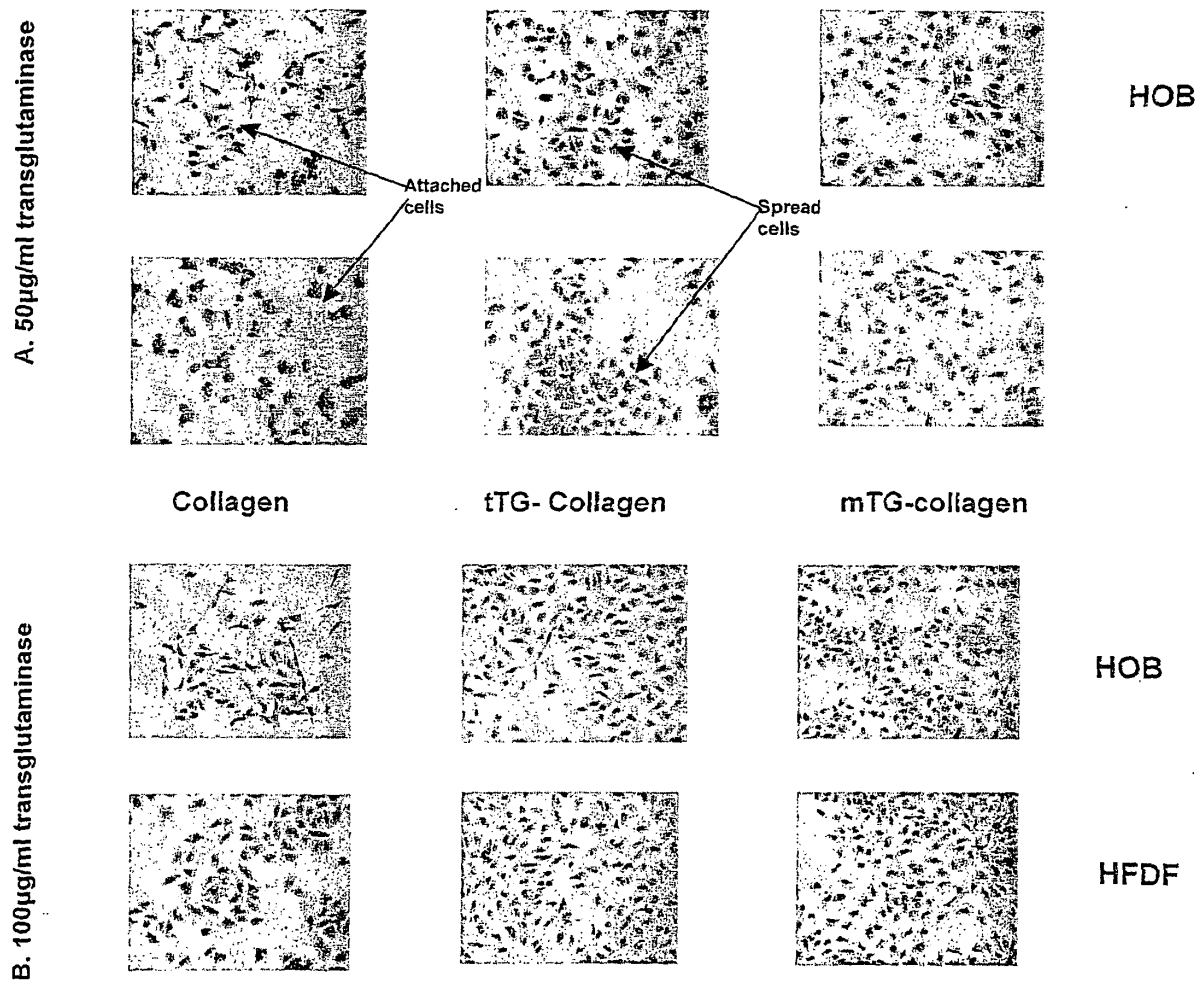 A. 50µg/ml transglutaminase
HOB
Attached
cells
Spread
cells
Collagen
tTG- Collagen
mTG-collagen
B. 100µg/ml transglutaminase
HOB
HFDF